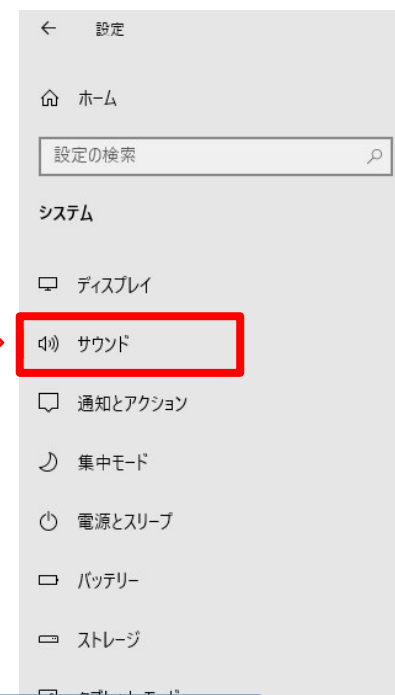 設定
ホーム
設定の検索
システム
ディスプレイ
サウンド
通知とアクション
集中モード
電源とスリープ
バッテリー
ストレージ